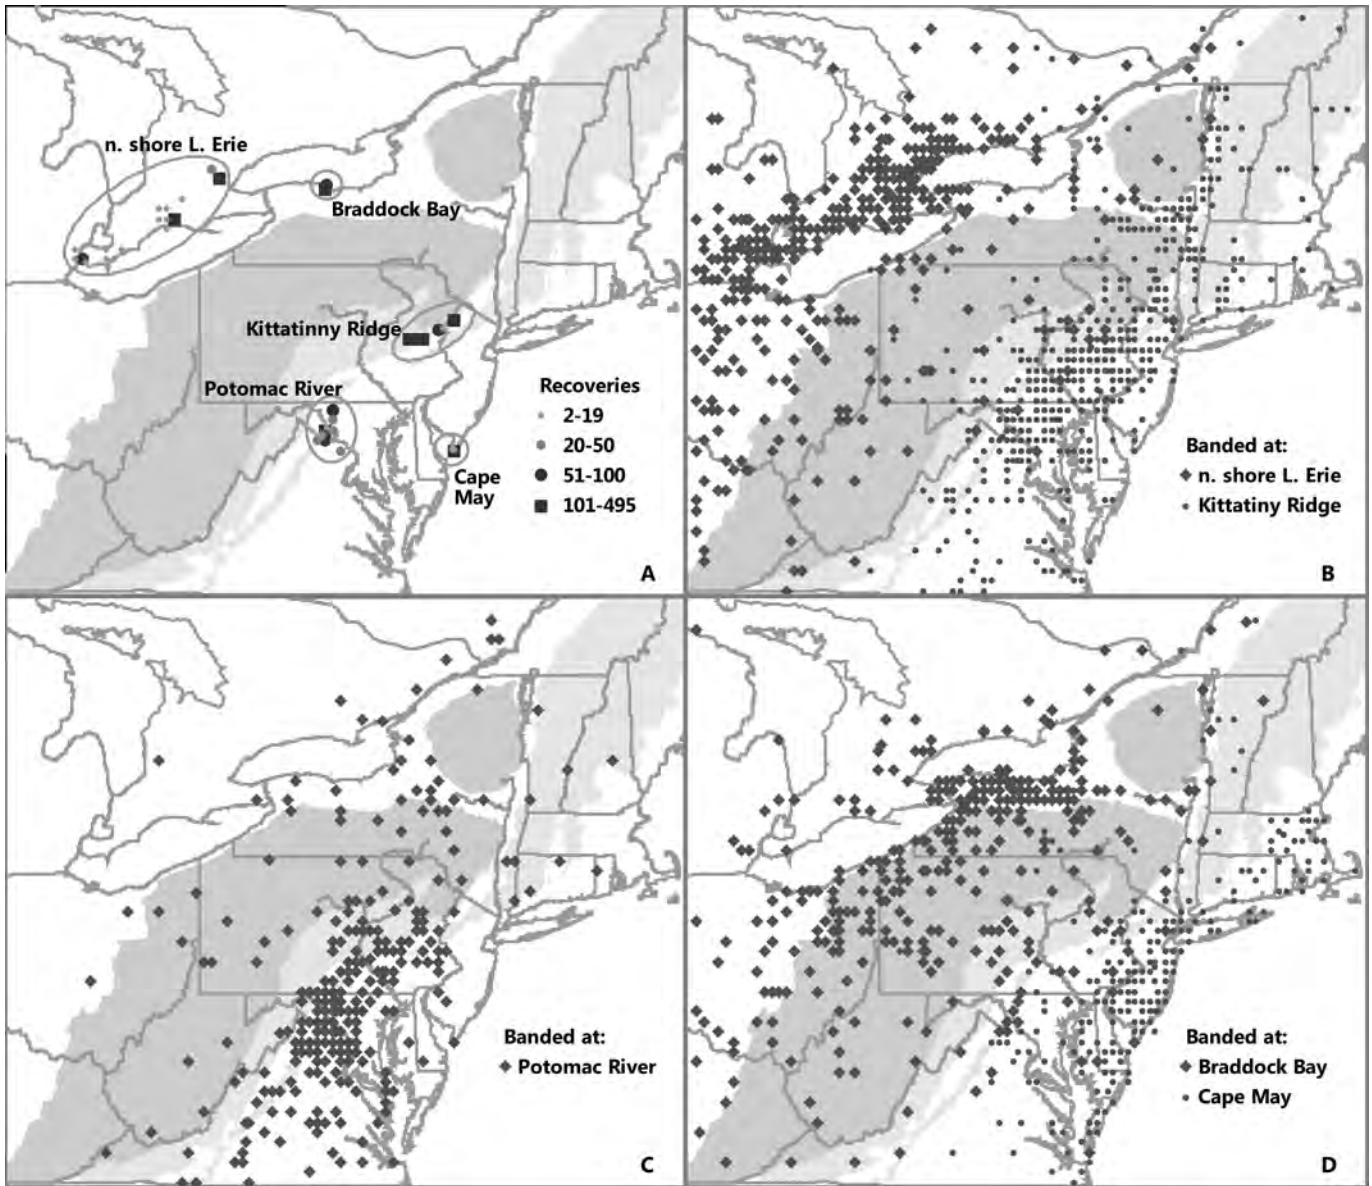 n. shore L. Erie
Braddock Bay
Kittatinny Ridge
Potomac River
Cape
May
Recoveries
2-19
20-50
51-100
101-495
A
Banded at:
n. shore L. Erie
Kittatiny Ridge
B
Banded at:
Potomac River
C
Banded at:
Braddock Bay
Cape May
D